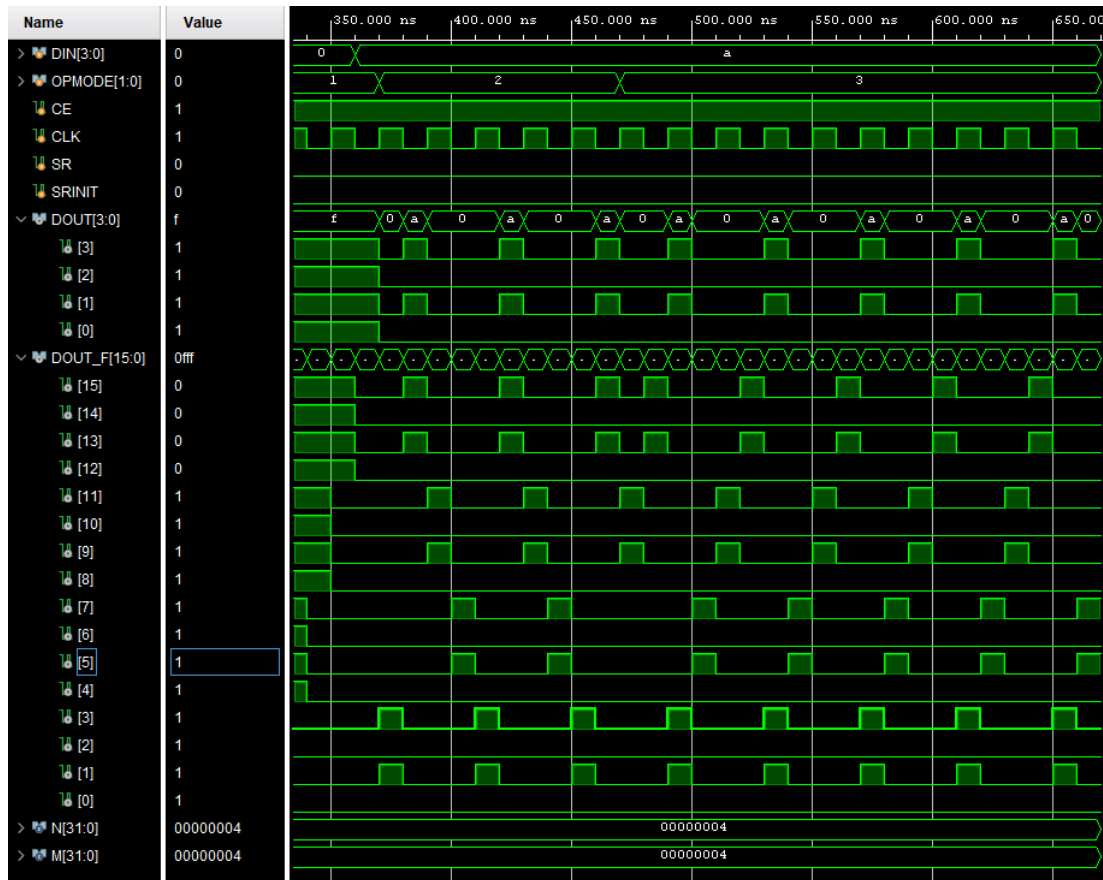 Name Value 350.000 ns 400.000 ns 450.000 ns 500.000 ns 550.000 ns 600.000 ns 650.00
> DIN[3:0] 0 0 a
> OPMODE[1:0] 0 1 2 3
CE 1
CLK 1
SR 0
SRINIT 0
DOUT[3:0] f f 0 a 0 a 0 a 0 a 0 a 0 a 0 a 0 a 0
[3] 1
[2] 1
[1] 1
[0] 1
DOUT_F[15:0] 0fff
[15] 0
[14] 0
[13] 0
[12] 0
[11] 1
[10] 1
[9] 1
[8] 1
[7] 1
[6] 1
[5] 1
[4] 1
[3] 1
[2] 1
[1] 1
[0] 1
> N[31:0] 00000004 00000004
> M[31:0] 00000004 00000004